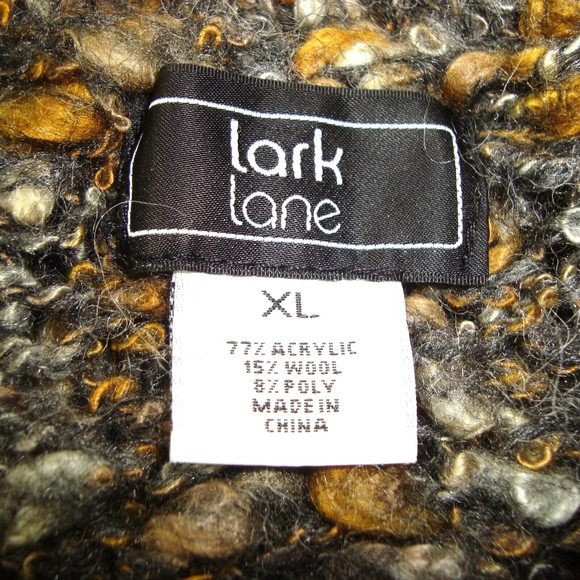 lark
lane
XL
77% ACRYLIC
15% WOOL
8% POLY
MADE IN
CHINA